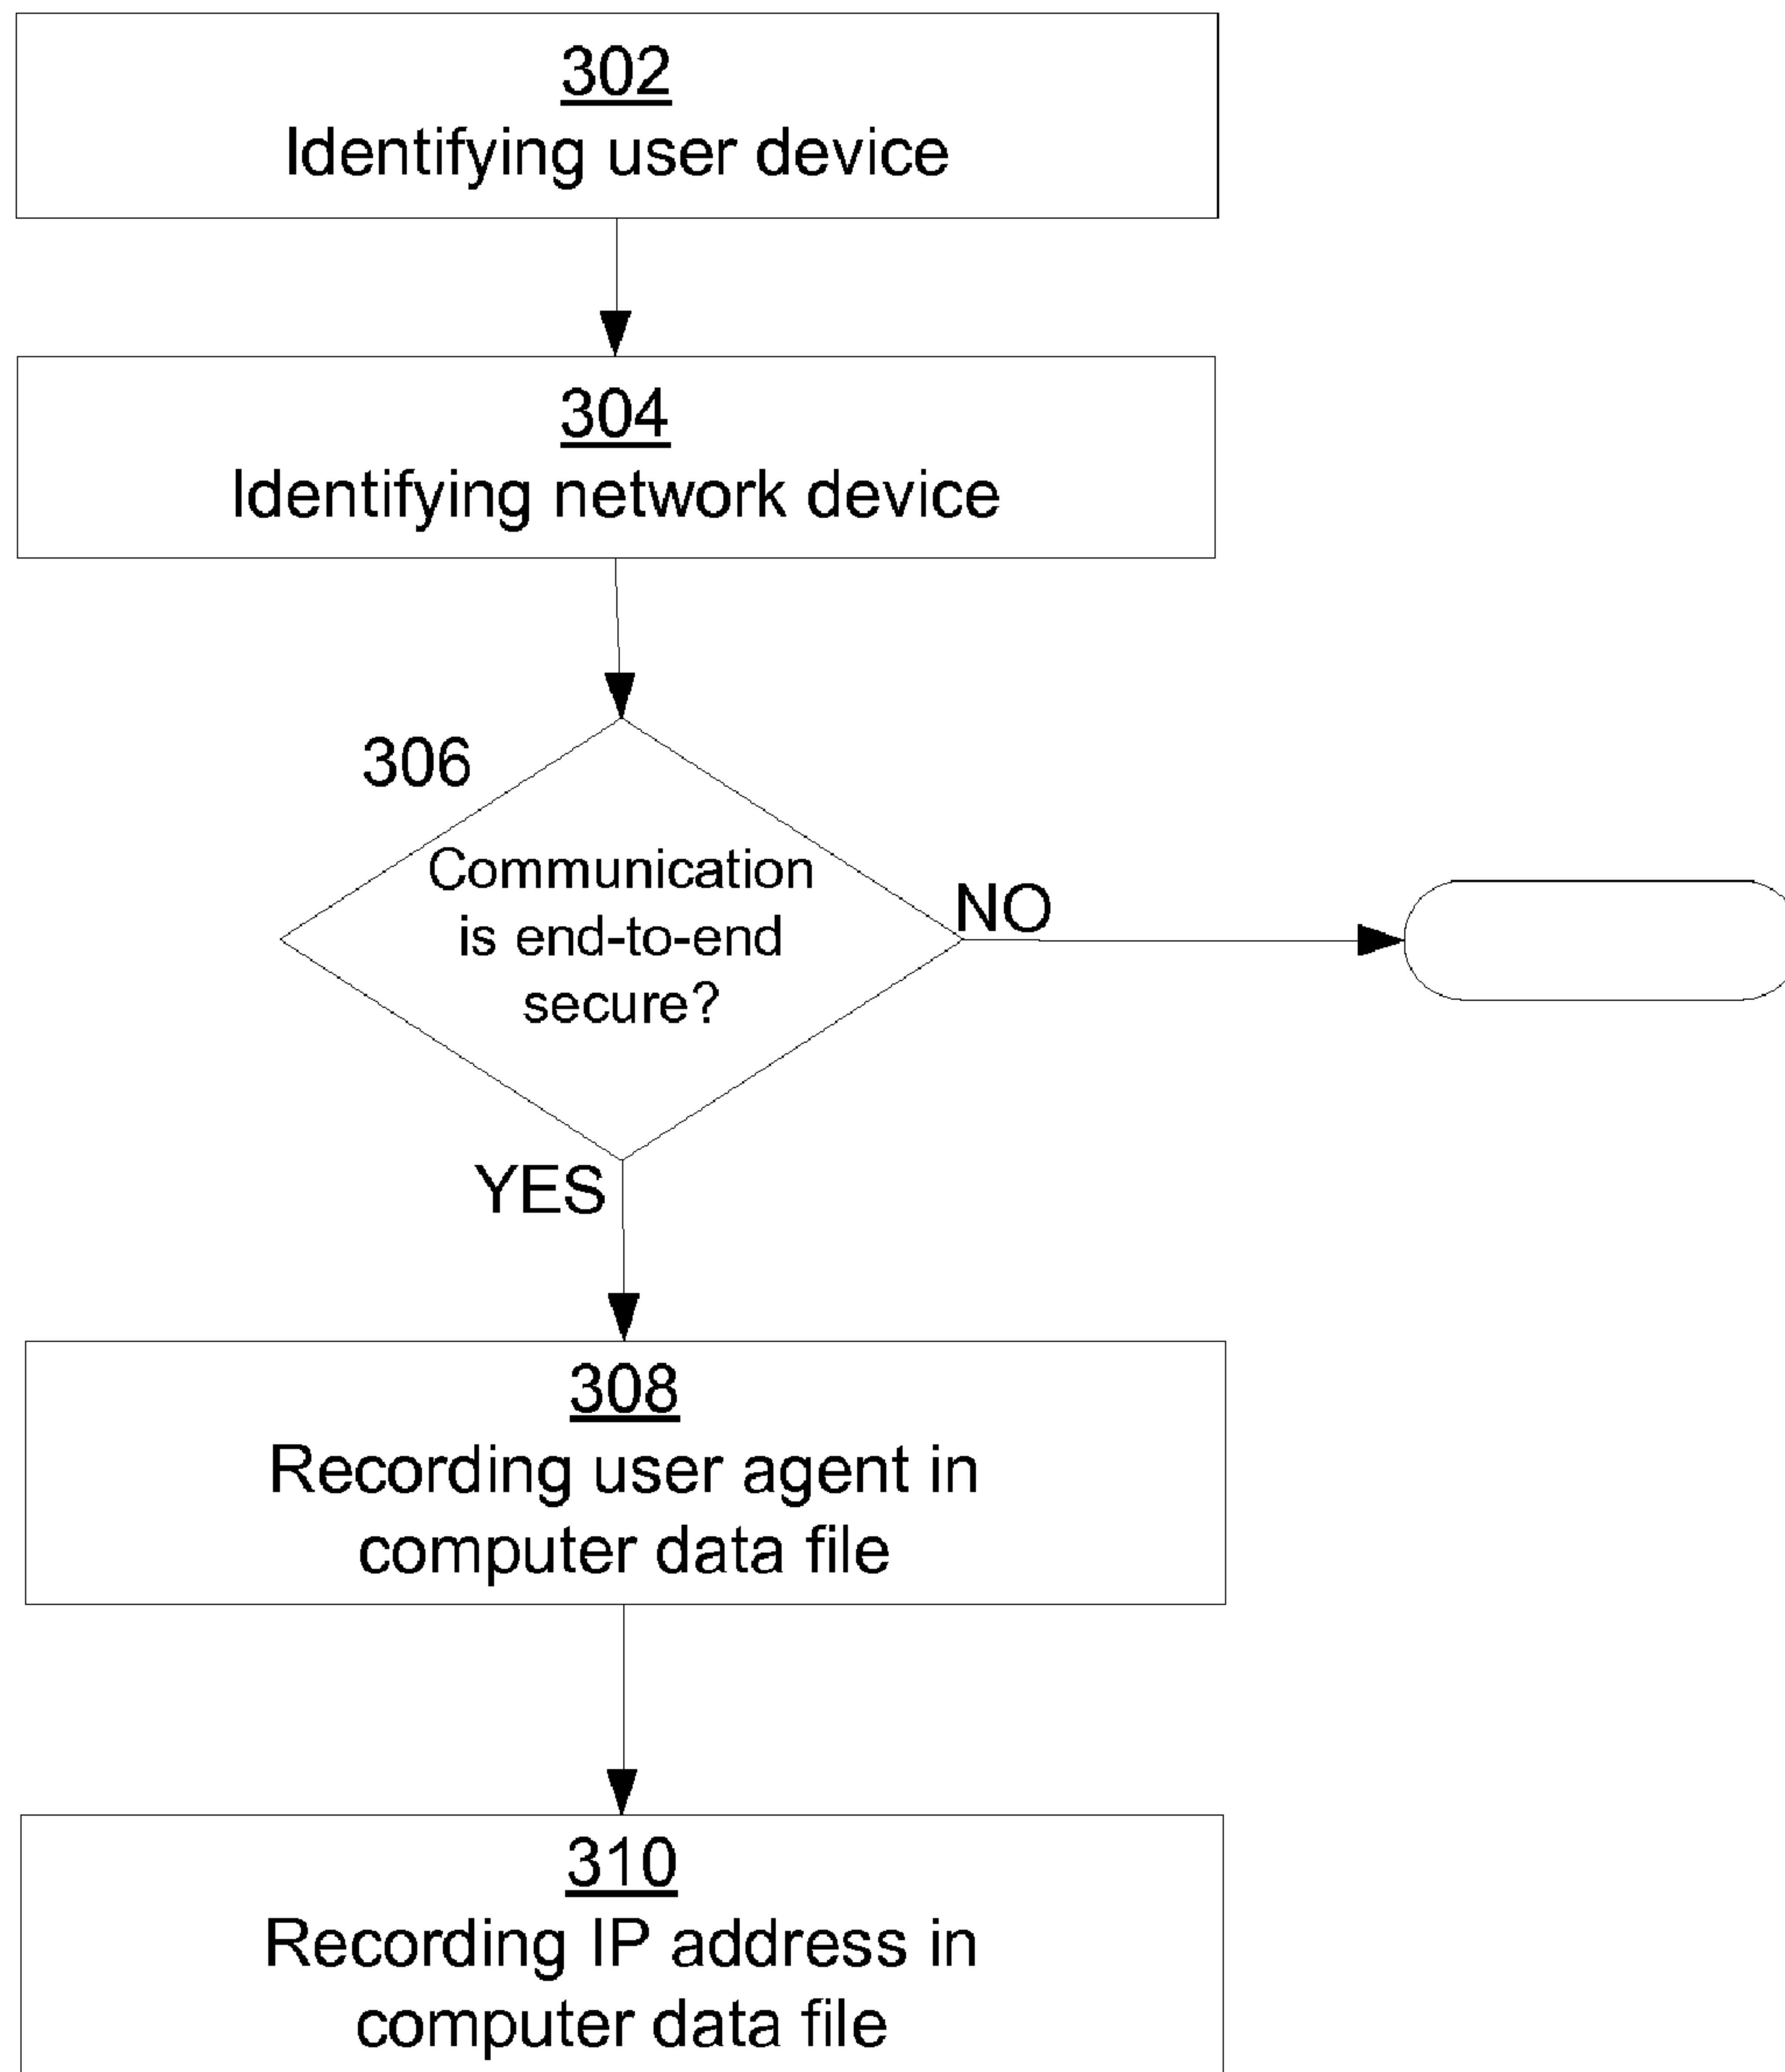 302
Identifying user device
304
Identifying network device
306
Communication
is end-to-end
secure?
NO
YES
308
Recording user agent in
computer data file
310
Recording IP address in
computer data file